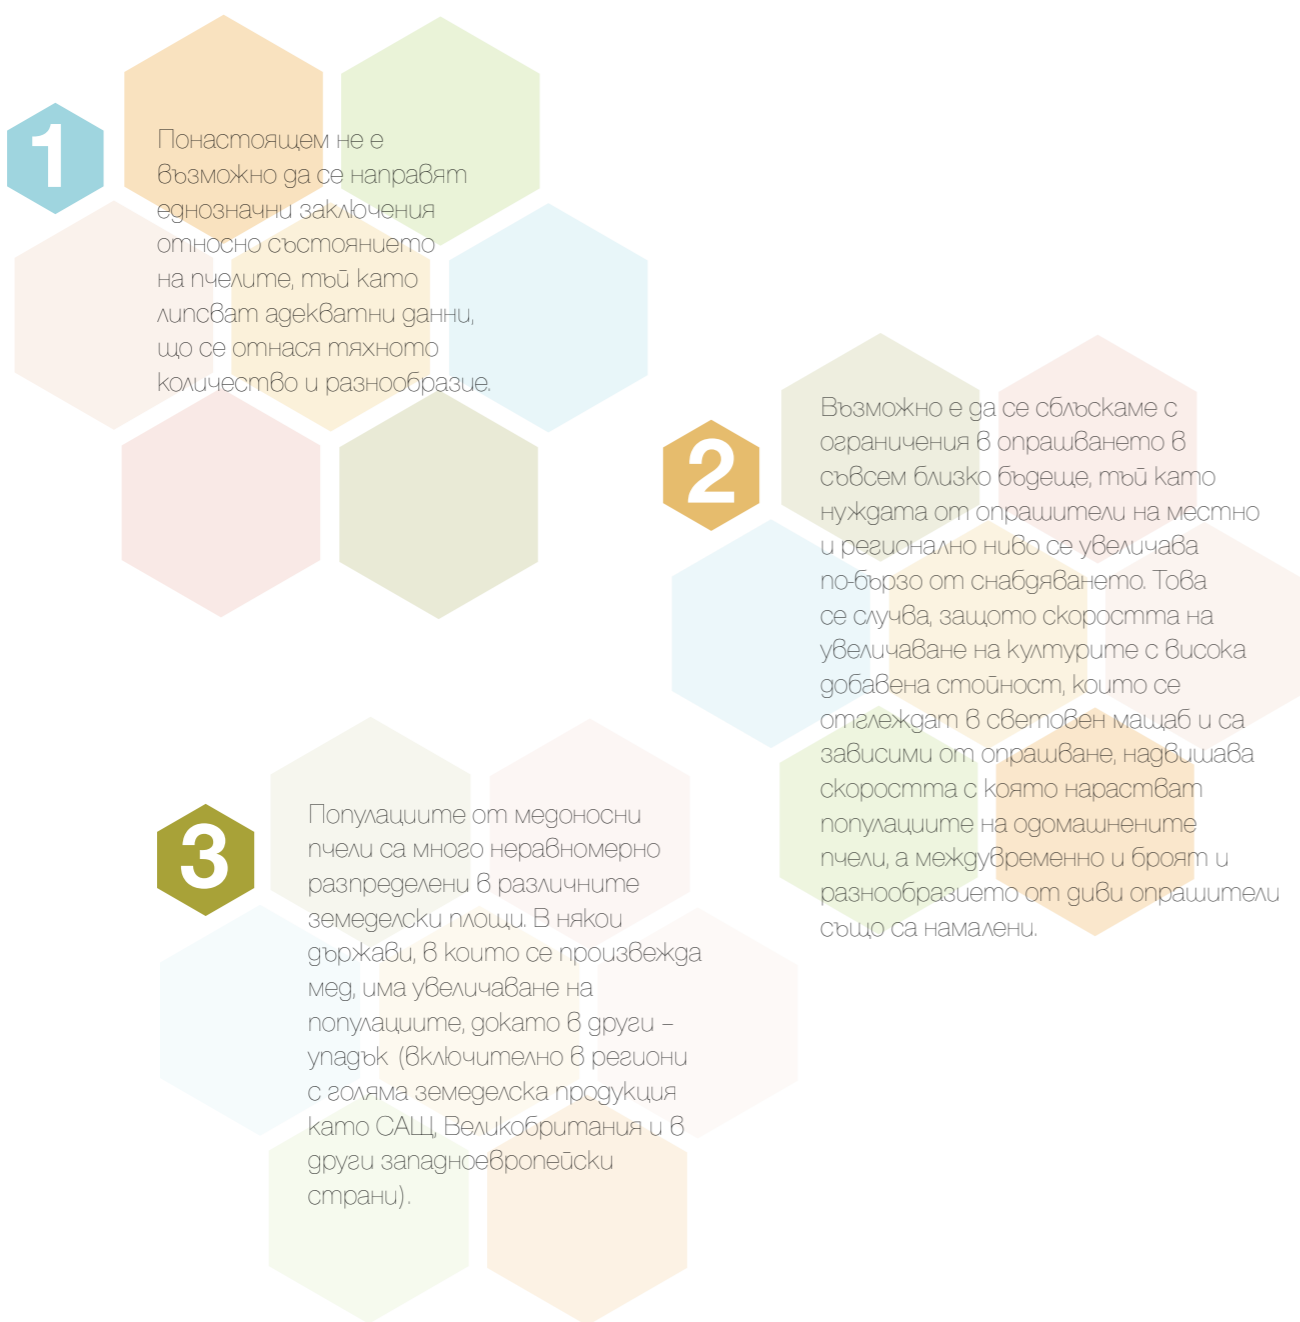 1
Понастоящем не е
възможно да се направят
еднозначни заключения
относно състоянието
на пчелите, тъй като
липсват адекватни данни,
що се отнася тяхното
количество и разнообразие.
2
Възможно е да се сблъскаме с
ограничения в опрашването в
съвсем близко бъдеще, тъй като
нуждата от опрашители на местно
и регионално ниво се увеличава
по-бързо от снабдяването. Това
се случва, защото скоростта на
увеличаване на културите с висока
добавена стойност, които се
отглеждат в световен мащаб и са
зависими от опрашване, надвишава
скоростта с която нарастват
популациите на одомашнените
пчели, а междувременно и броят и
разнообразието от диви опрашители
също са намалени.
3
Популациите от медоносни
пчели са много неравномерно
разпределени в различните
земеделски площи. В някои
държави, в които се произвежда
мед, има увеличаване на
популациите, докато в други –
упадък (включително в региони
с голяма земеделска продукция
като САЩ, Великобритания и в
други западноевропейски
страни).